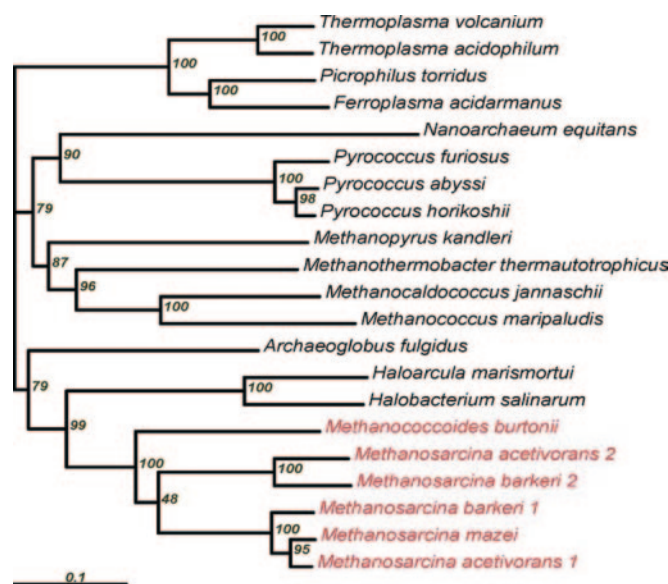 Thermoplasma volcanium
100
Thermoplasma acidophilum
100
Picrophilus torridus
100
Ferroplasma acidarmanus
Nanoarchaeum equitans
90
Pyrococcus furiosus
100
Pyrococcus abyssi
98
Pyrococcus horikoshii
79
Methanopyrus kandleri
87
Methanothermobacter thermautotrophicus
96
Methanocaldococcus jannaschii
100
Methanococcus maripaludis
Archaeoglobus fulgidus
79
Haloarcula marismortui
100
Halobacterium salinarum
99
Methanococcoides burtonii
100
Methanosarcina acetivorans 2
100
Methanosarcina barkeri 2
48
Methanosarcina barkeri 1
100
Methanosarcina mazei
95
Methanosarcina acetivorans 1
0.1